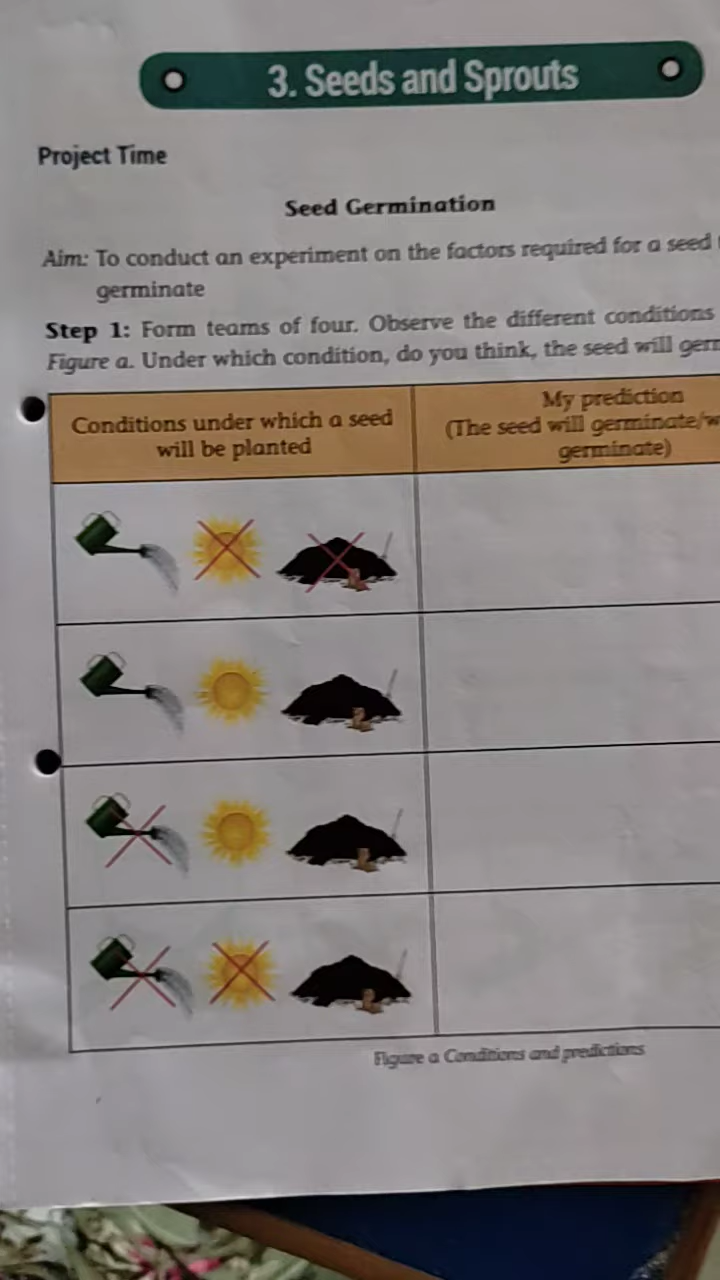 3. Seeds and Sprouts
Project Time
Seed Germination
Aim: To conduct an experiment on the factors required for a seed
germinate
Step 1: Form teams of four. Observe the different conditions
Figure a. Under which condition, do you think, the seed will germ
Conditions under which a seed
will be planted
My prediction
(The seed will germinate/w
germinate)
Figure a Conditions and predictions